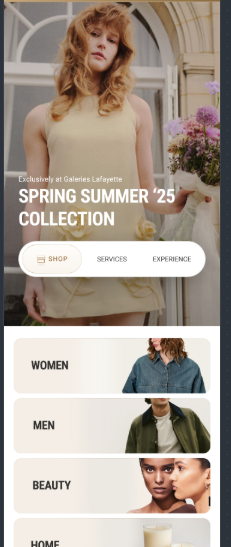 Exclusively at Galeries Lafayette
SPRING SUMMER ‘25
COLLECTION
SHOP SERVICES EXPERIENCE
WOMEN
MEN
BEAUTY
HOME